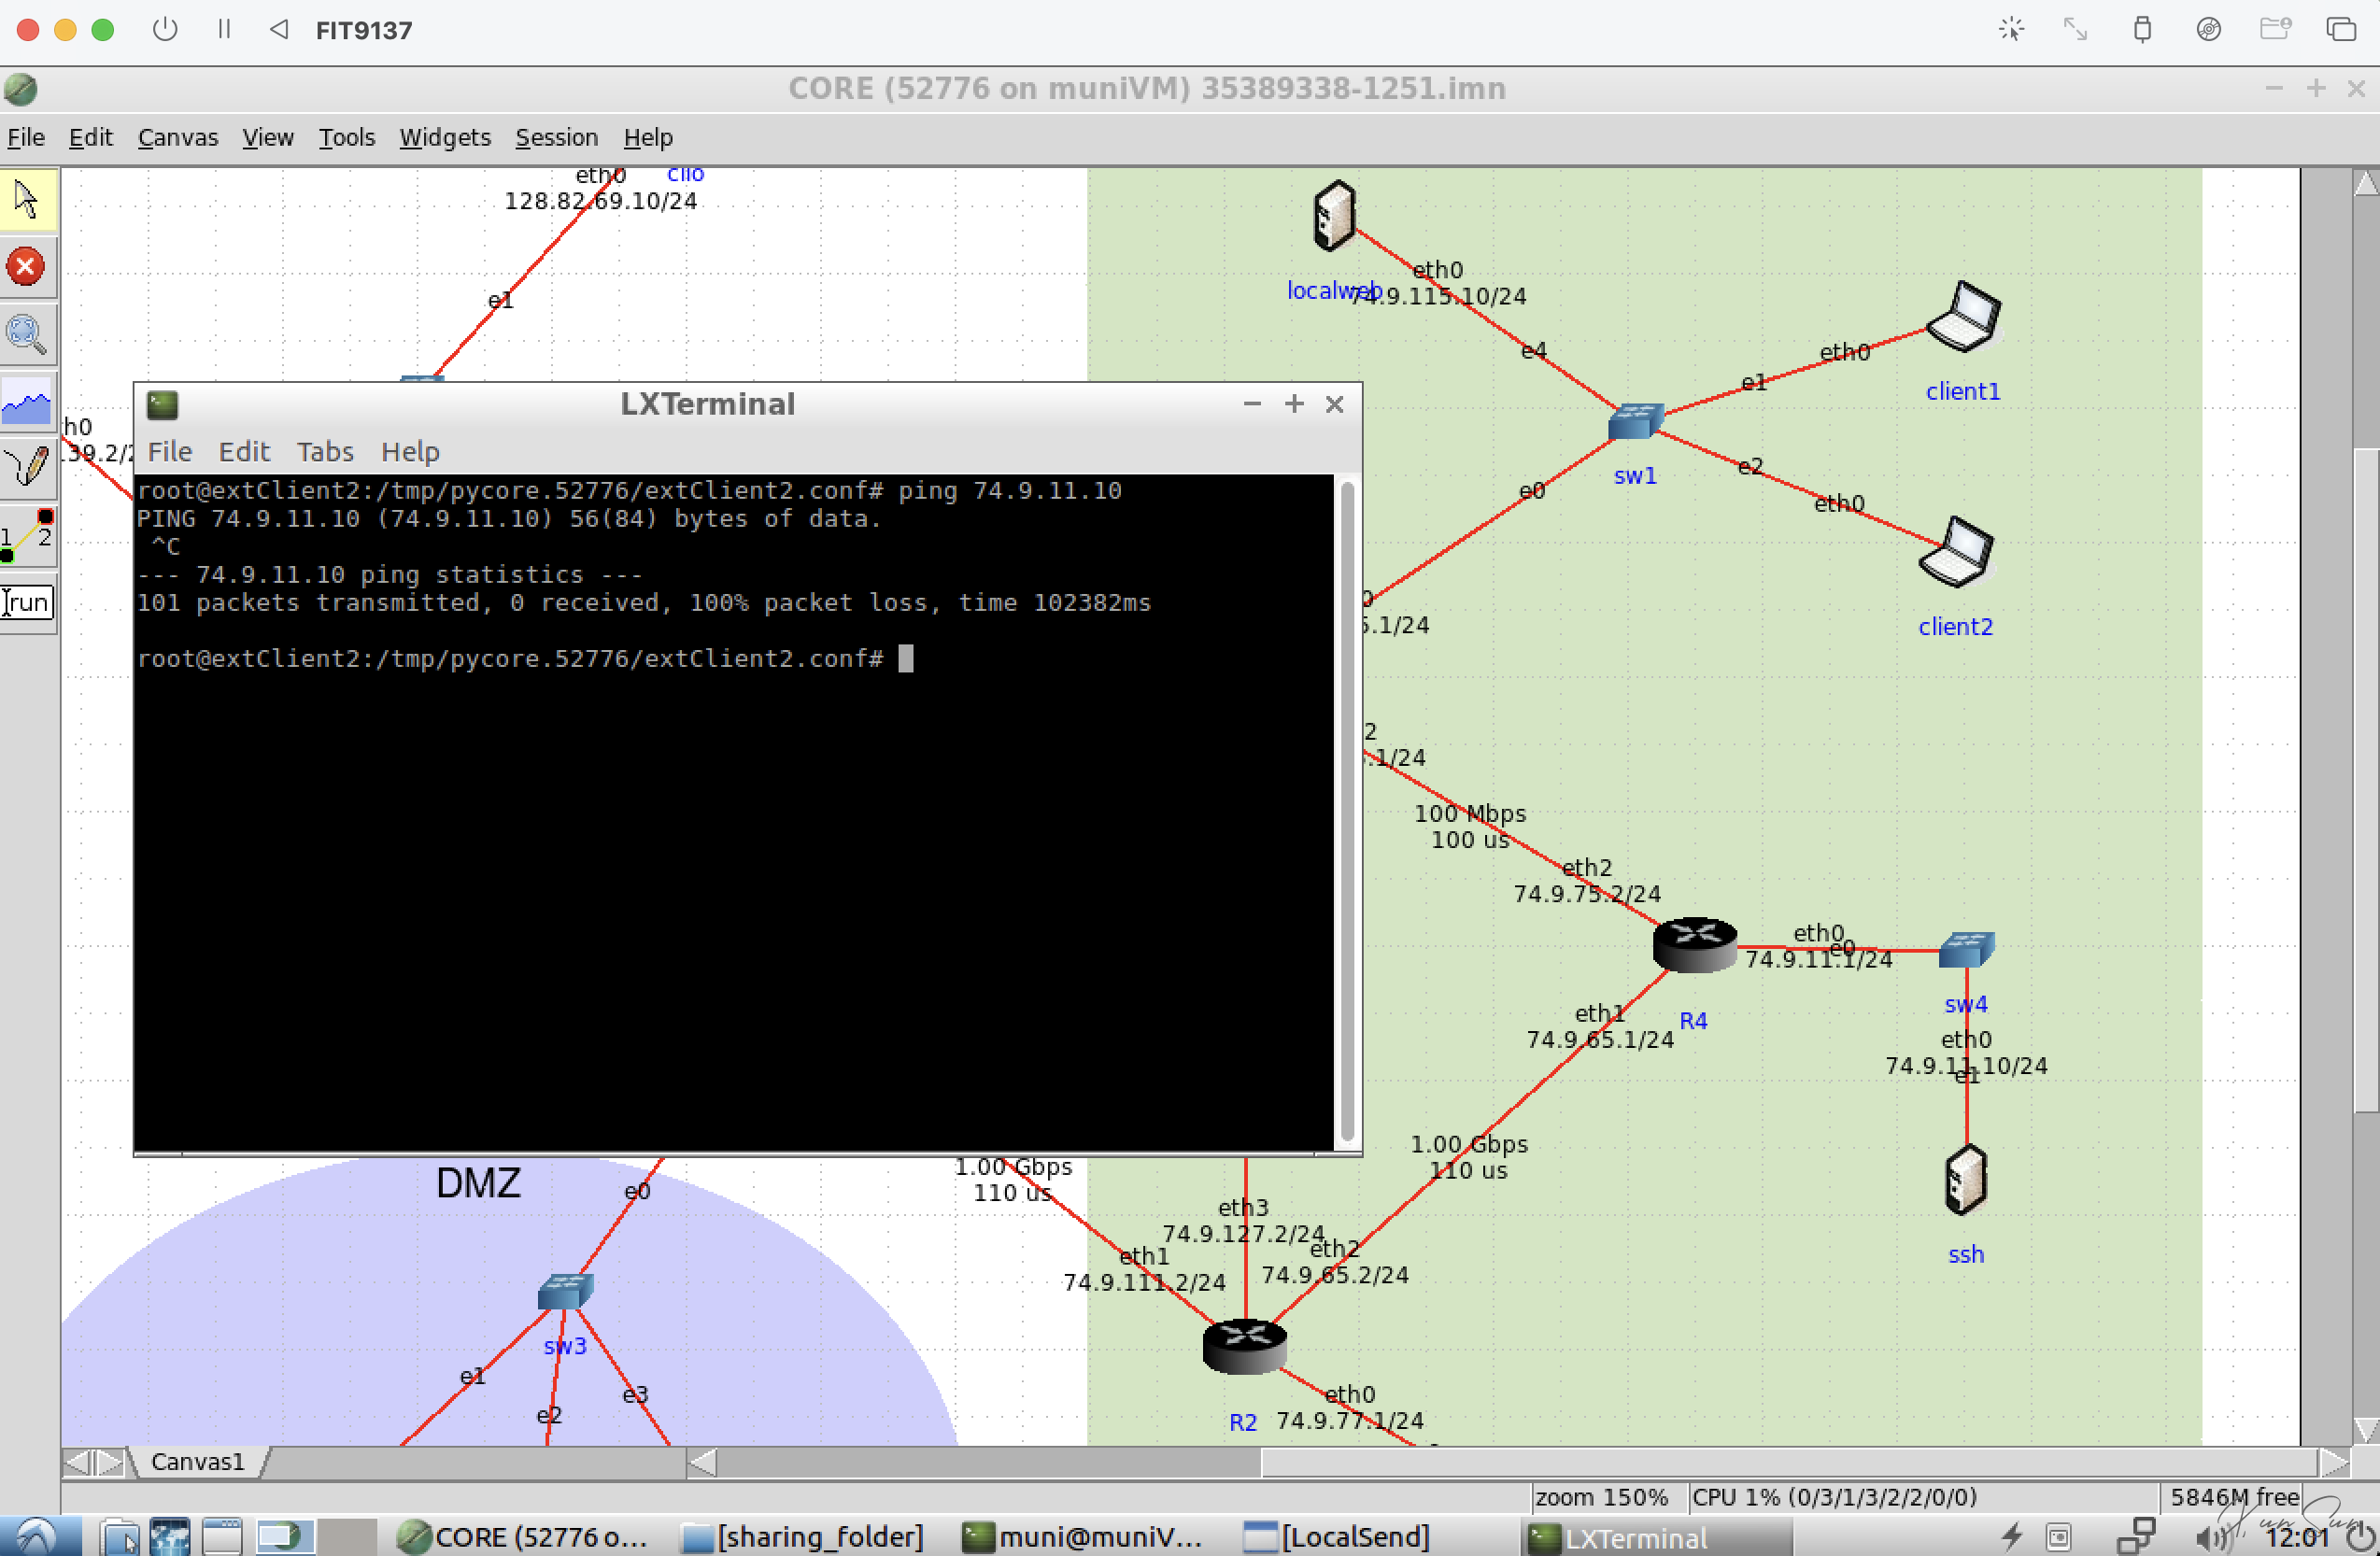 FIT9137
CORE (52776 on muniVM) 35389338-1251.imn
File Edit Canvas View Tools Widgets Session Help
eth0
clio
128.82.69.10/24
e1
localweb
eth0
74.9.115.10/24
e4
e1
eth0
client1
sw1
e2
eth0
client2
e0
h0
.39.2/2
5.1/24
2
.1/24
LXTerminal
File Edit Tabs Help
root@extClient2:/tmp/pycore.52776/extClient2.conf# ping 74.9.11.10
PING 74.9.11.10 (74.9.11.10) 56(84) bytes of data.
^C
--- 74.9.11.10 ping statistics ---
101 packets transmitted, 0 received, 100% packet loss, time 102382ms
root@extClient2:/tmp/pycore.52776/extClient2.conf#
1 2
run
100 Mbps
100 us
eth2
74.9.75.2/24
eth0
e0
74.9.11.1/24
sw4
R4
eth1
74.9.65.1/24
eth0
74.9.11.10/24
e1
ssh
1.00 Gbps
110 us
DMZ
e0
1.00 Gbps
110 us
eth3
74.9.127.2/24
eth1
74.9.111.2/24
eth2
74.9.65.2/24
sw3
e1
e2
e3
R2
eth0
74.9.77.1/24
Canvas1
zoom 150%
CPU 1% (0/3/1/3/2/2/0/0)
5846M free
CORE (52776 o...
[sharing_folder]
muni@muniV...
[LocalSend]
LXTerminal
12:01